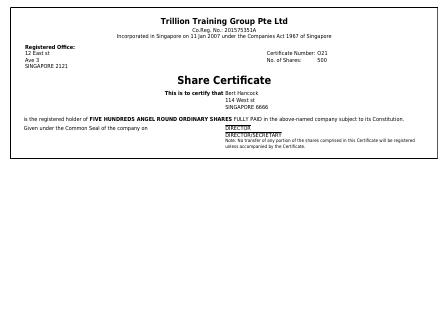 Trillion Training Group Pte Ltd
Co.Reg. No.: 201575351A
Incorporated in Singapore on 11 Jan 2007 under the Companies Act 1967 of Singapore
Registered Office:
12 East st
Ave 3
SINGAPORE 2121
Certificate Number: O21
No. of Shares: 500
Share Certificate
This is to certify that Bert Hancock
114 West st
SINGAPORE 6666
is the registered holder of FIVE HUNDREDS ANGEL ROUND ORDINARY SHARES FULLY PAID in the above-named company subject to its Constitution.
Given under the Common Seal of the company on
DIRECTOR
DIRECTOR/SECRETARY
Note: No transfer of any portion of the shares comprised in this Certificate will be registered
unless accompanied by the Certificate.